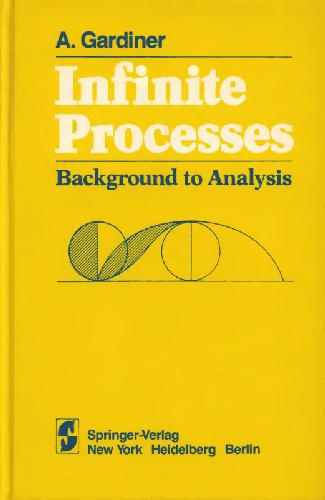 A. Gardiner
Infinite
Processes
Background to Analysis
Springer-Verlag
New York Heidelberg Berlin